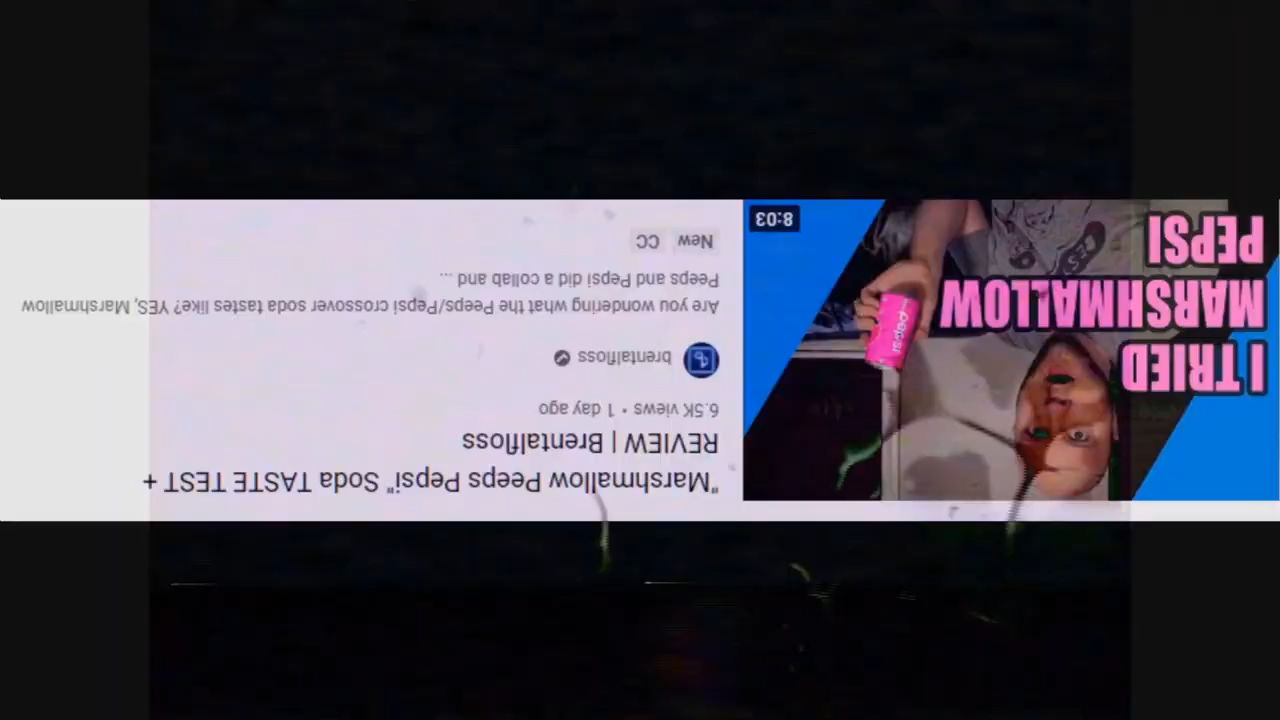 I TRIED
MARSHMALLOW
PEPSI
pepsi
8:03
"Marshmallow Peeps Pepsi" Soda TASTE TEST +
REVIEW | Brentalfloss
6.5K views • 1 day ago
brentalfloss
Are you wondering what the Peeps/Pepsi crossover soda tastes like? YES, Marshmallow
Peeps and Pepsi did a collab and ...
New CC